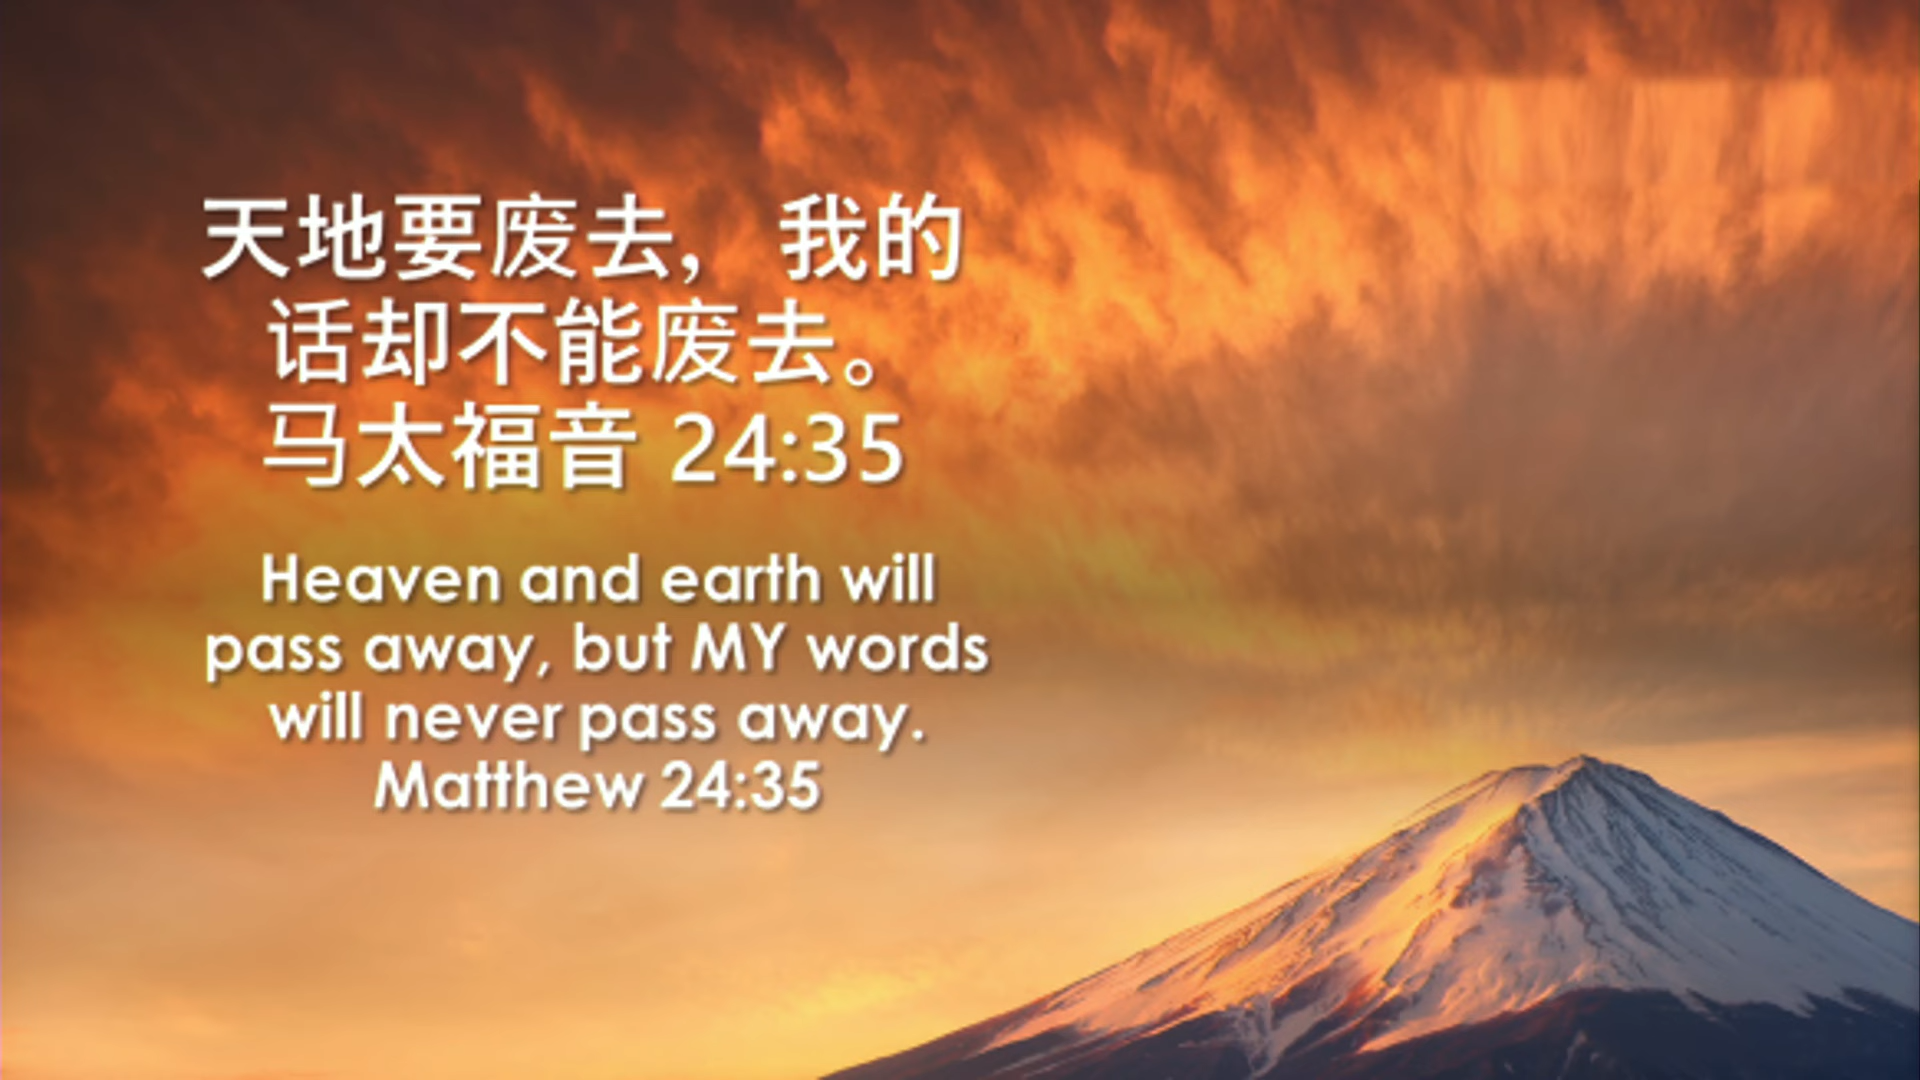 天地要废去，我的
话却不能废去。
马太福音 24:35
Heaven and earth will
pass away, but MY words
will never pass away.
Matthew 24:35